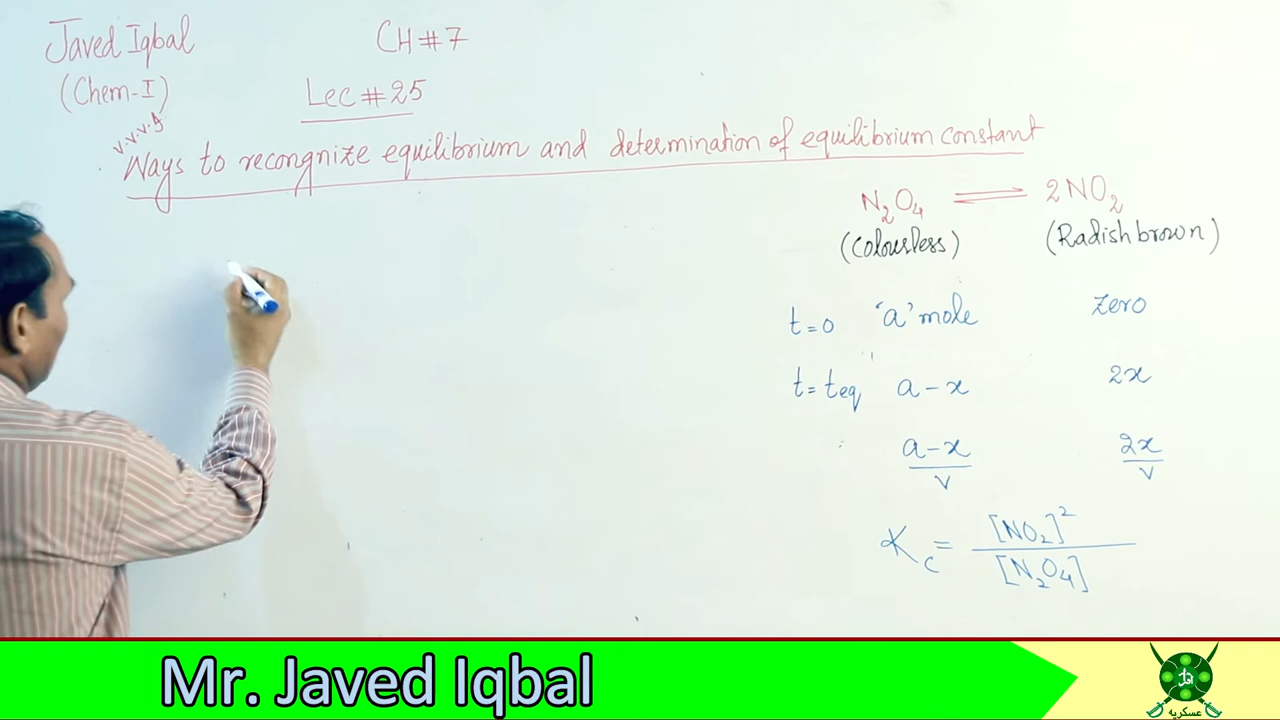 Javed Iqbal
CH#7
(Chem-I)
Lec #25
V.V.V.
Ways to recongnize equilibrium and determination of equilibrium constant
N₂O₄ ⇌ 2NO₂
(Colourless) (Radish brown)
t=0 'a' mole zero
t=teq a-x 2x
a-x/v 2x/v
Kc = [NO₂]²/[N₂O₄]
Mr. Javed Iqbal
عسکریہ